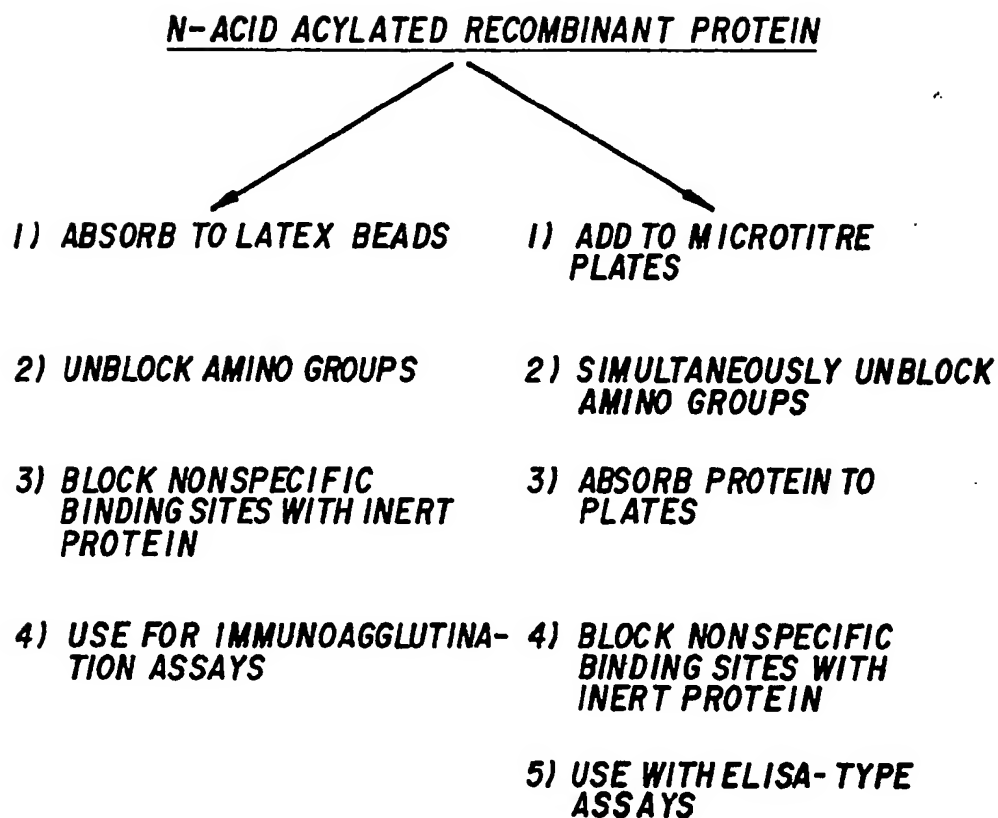 N-ACID ACYLATED RECOMBINANT PROTEIN
1) ABSORB TO LATEX BEADS
2) UNBLOCK AMINO GROUPS
3) BLOCK NONSPECIFIC
BINDING SITES WITH INERT
PROTEIN
4) USE FOR IMMUNOAGGLUTINA-
TION ASSAYS
1) ADD TO MICROTITRE
PLATES
2) SIMULTANEOUSLY UNBLOCK
AMINO GROUPS
3) ABSORB PROTEIN TO
PLATES
4) BLOCK NONSPECIFIC
BINDING SITES WITH
INERT PROTEIN
5) USE WITH ELISA-TYPE
ASSAYS